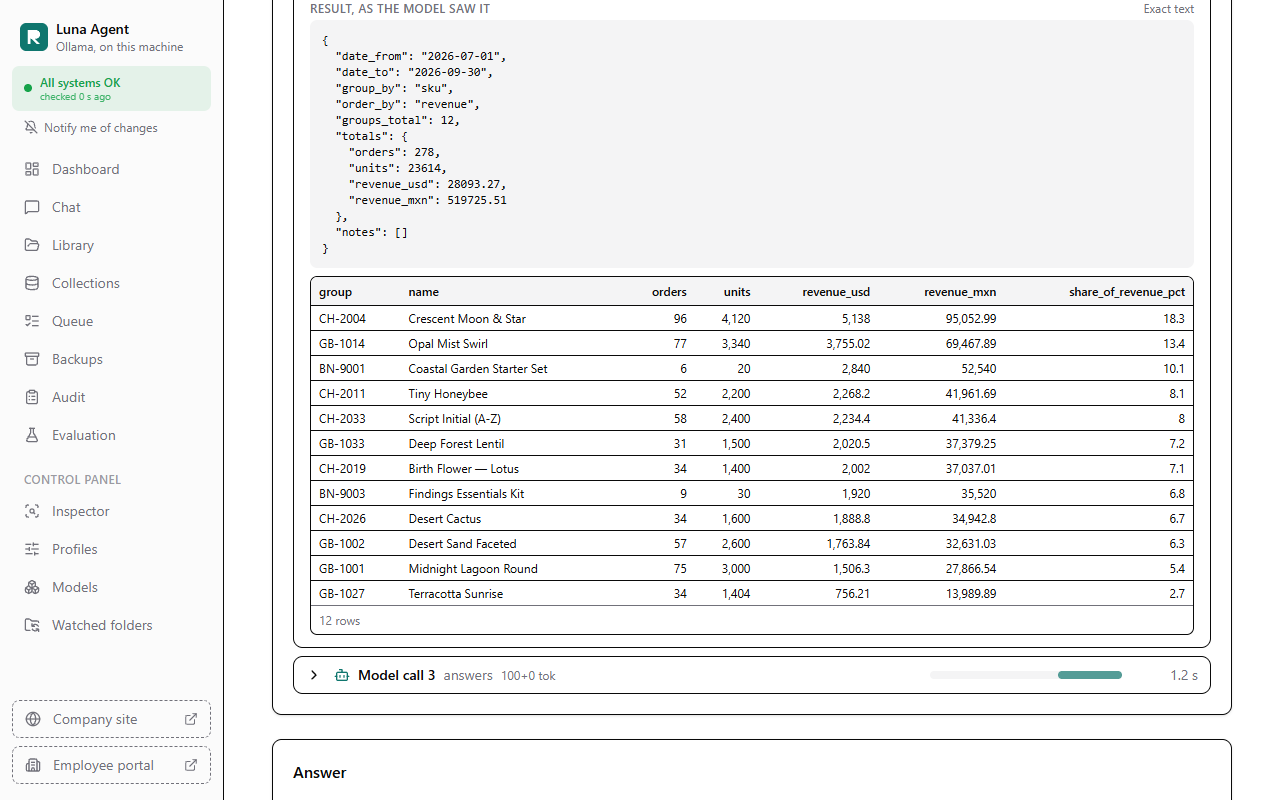 Luna Agent
Ollama, on this machine
All systems OK
checked 0 s ago
Notify me of changes
Dashboard
Chat
Library
Collections
Queue
Backups
Audit
Evaluation
CONTROL PANEL
Inspector
Profiles
Models
Watched folders
Company site
Employee portal
RESULT, AS THE MODEL SAW IT Exact text
{
"date_from": "2026-07-01",
"date_to": "2026-09-30",
"group_by": "sku",
"order_by": "revenue",
"groups_total": 12,
"totals": {
"orders": 278,
"units": 23614,
"revenue_usd": 28093.27,
"revenue_mxn": 519725.51
},
"notes": []
}
group name orders units revenue_usd revenue_mxn share_of_revenue_pct
CH-2004 Crescent Moon & Star 96 4,120 5,138 95,052.99 18.3
GB-1014 Opal Mist Swirl 77 3,340 3,755.02 69,467.89 13.4
BN-9001 Coastal Garden Starter Set 6 20 2,840 52,540 10.1
CH-2011 Tiny Honeybee 52 2,200 2,268.2 41,961.69 8.1
CH-2033 Script Initial (A-Z) 58 2,400 2,234.4 41,336.4 8
GB-1033 Deep Forest Lentil 31 1,500 2,020.5 37,379.25 7.2
CH-2019 Birth Flower — Lotus 34 1,400 2,002 37,037.01 7.1
BN-9003 Findings Essentials Kit 9 30 1,920 35,520 6.8
CH-2026 Desert Cactus 34 1,600 1,888.8 34,942.8 6.7
GB-1002 Desert Sand Faceted 57 2,600 1,763.84 32,631.03 6.3
GB-1001 Midnight Lagoon Round 75 3,000 1,506.3 27,866.54 5.4
GB-1027 Terracotta Sunrise 34 1,404 756.21 13,989.89 2.7
12 rows
Model call 3 answers 100+0 tok 1.2 s
Answer